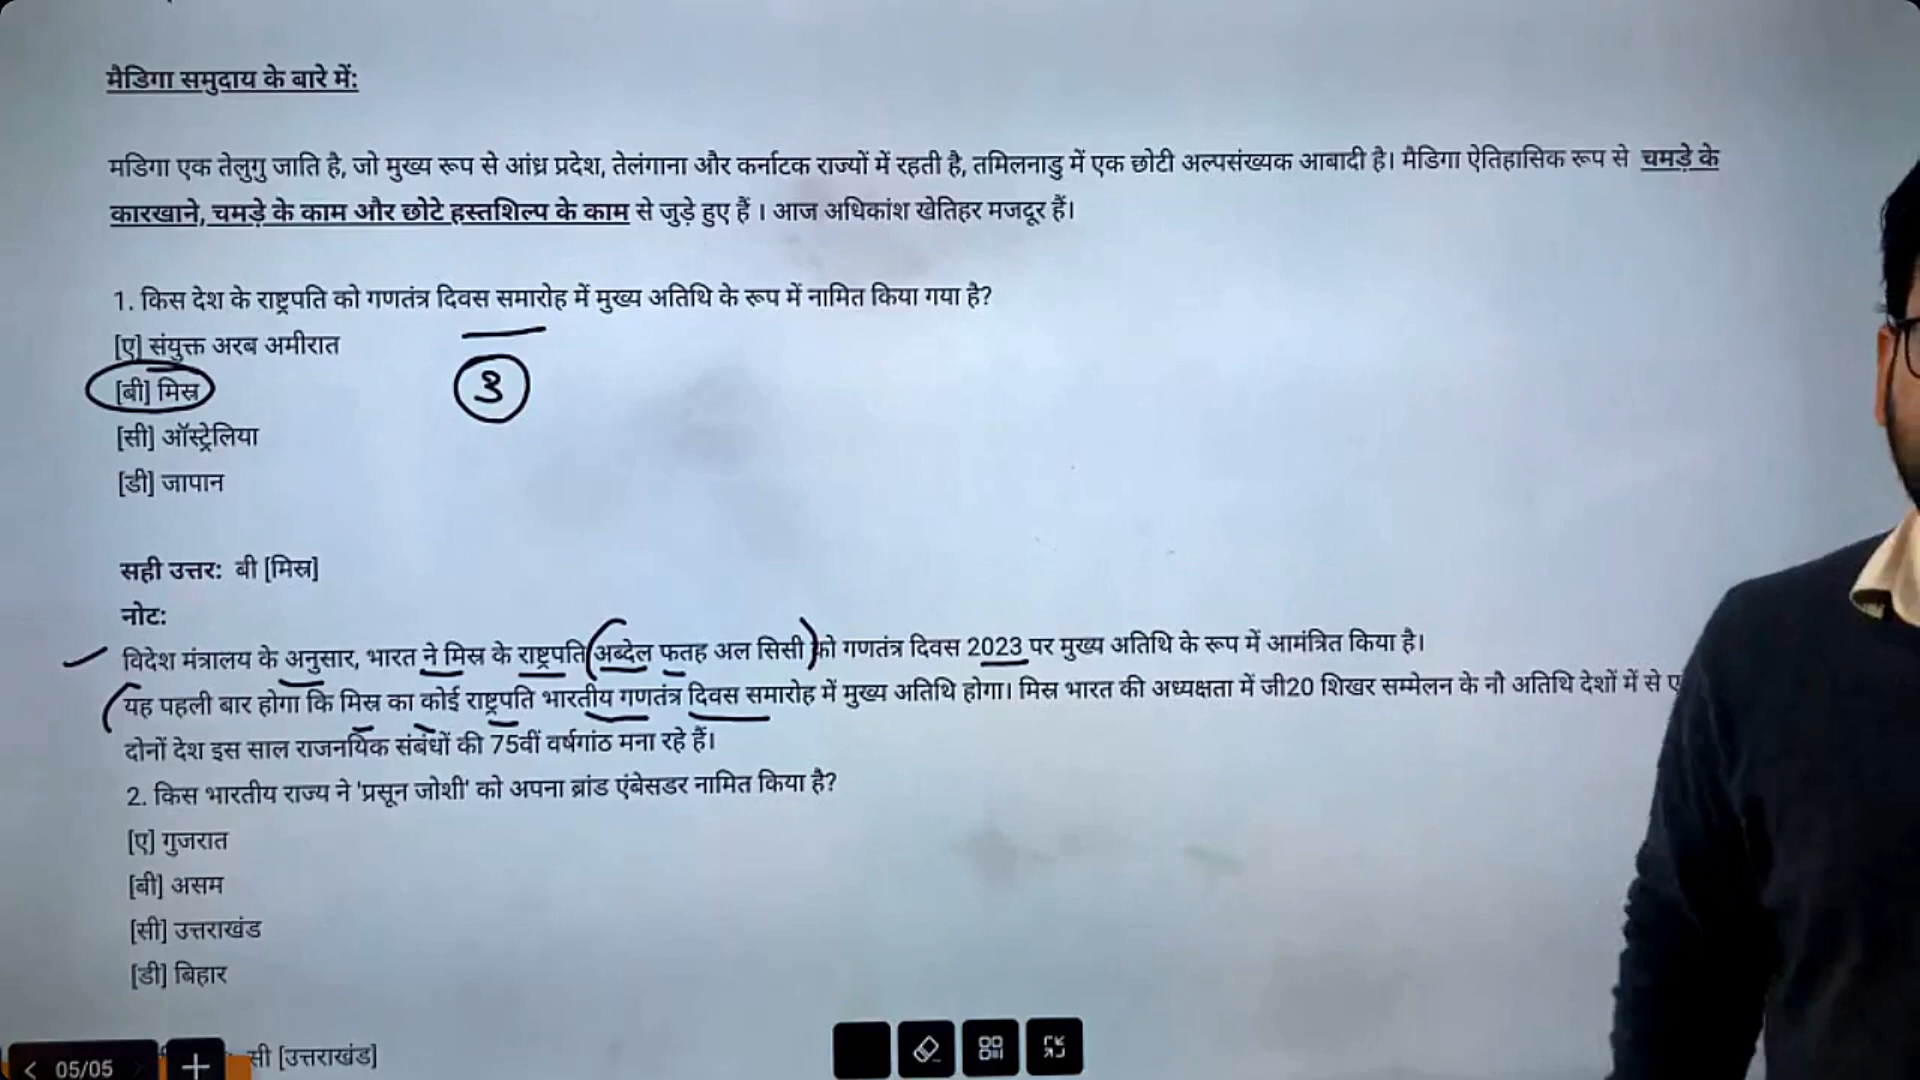 मैडिगा समुदाय के बारे में:
मडिगा एक तेलुगु जाति है, जो मुख्य रूप से आंध्र प्रदेश, तेलंगाना और कर्नाटक राज्यों में रहती है, तमिलनाडु में एक छोटी अल्पसंख्यक आबादी है। मैडिगा ऐतिहासिक रूप से चमड़े के
कारखाने, चमड़े के काम और छोटे हस्तशिल्प के काम से जुड़े हुए हैं । आज अधिकांश खेतिहर मजदूर हैं।
1. किस देश के राष्ट्रपति को गणतंत्र दिवस समारोह में मुख्य अतिथि के रूप में नामित किया गया है?
[ए] संयुक्त अरब अमीरात
[बी] मिस्र
3
[सी] ऑस्ट्रेलिया
[डी] जापान
सही उत्तर: बी [मिस्र]
नोट:
विदेश मंत्रालय के अनुसार, भारत ने मिस्र के राष्ट्रपति अब्देल फतह अल सिसी को गणतंत्र दिवस 2023 पर मुख्य अतिथि के रूप में आमंत्रित किया है।
यह पहली बार होगा कि मिस्र का कोई राष्ट्रपति भारतीय गणतंत्र दिवस समारोह में मुख्य अतिथि होगा। मिस्र भारत की अध्यक्षता में जी20 शिखर सम्मेलन के नौ अतिथि देशों में से
दोनों देश इस साल राजनयिक संबंधों की 75वीं वर्षगांठ मना रहे हैं।
2. किस भारतीय राज्य ने 'प्रसून जोशी' को अपना ब्रांड एंबेसडर नामित किया है?
[ए] गुजरात
[बी] असम
[सी] उत्तराखंड
[डी] बिहार
सी [उत्तराखंड]
05/05